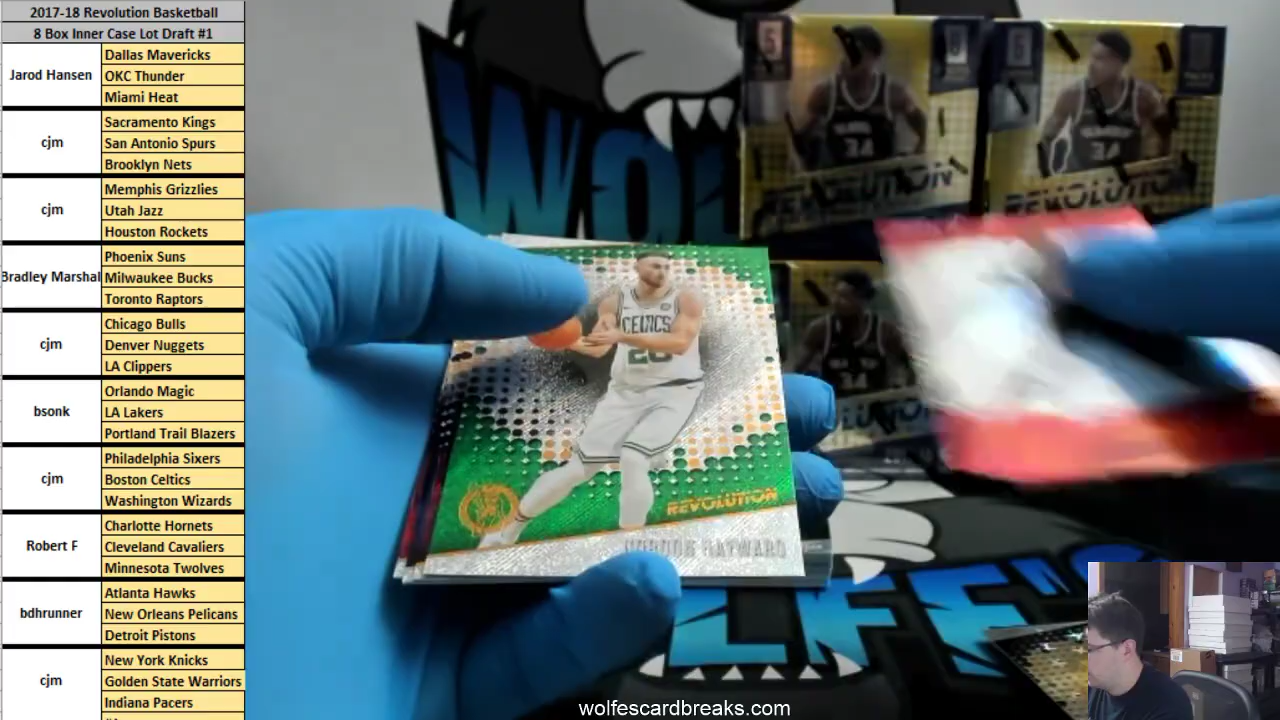 2017-18 Revolution Basketball
8 Box Inner Case Lot Draft #1
Jarod Hansen
Dallas Mavericks
OKC Thunder
Miami Heat
cjm
Sacramento Kings
San Antonio Spurs
Brooklyn Nets
cjm
Memphis Grizzlies
Utah Jazz
Houston Rockets
Bradley Marshal
Phoenix Suns
Milwaukee Bucks
Toronto Raptors
cjm
Chicago Bulls
Denver Nuggets
LA Clippers
bsonk
Orlando Magic
LA Lakers
Portland Trail Blazers
cjm
Philadelphia Sixers
Boston Celtics
Washington Wizards
Robert F
Charlotte Hornets
Cleveland Cavaliers
Minnesota Twolves
bdhrunner
Atlanta Hawks
New Orleans Pelicans
Detroit Pistons
cjm
New York Knicks
Golden State Warriors
Indiana Pacers
REVOLUTION
REVOLUTION
34
34
CELTICS
20
REVOLUTION
GORDON HAYWARD
wolfescardbreaks.com